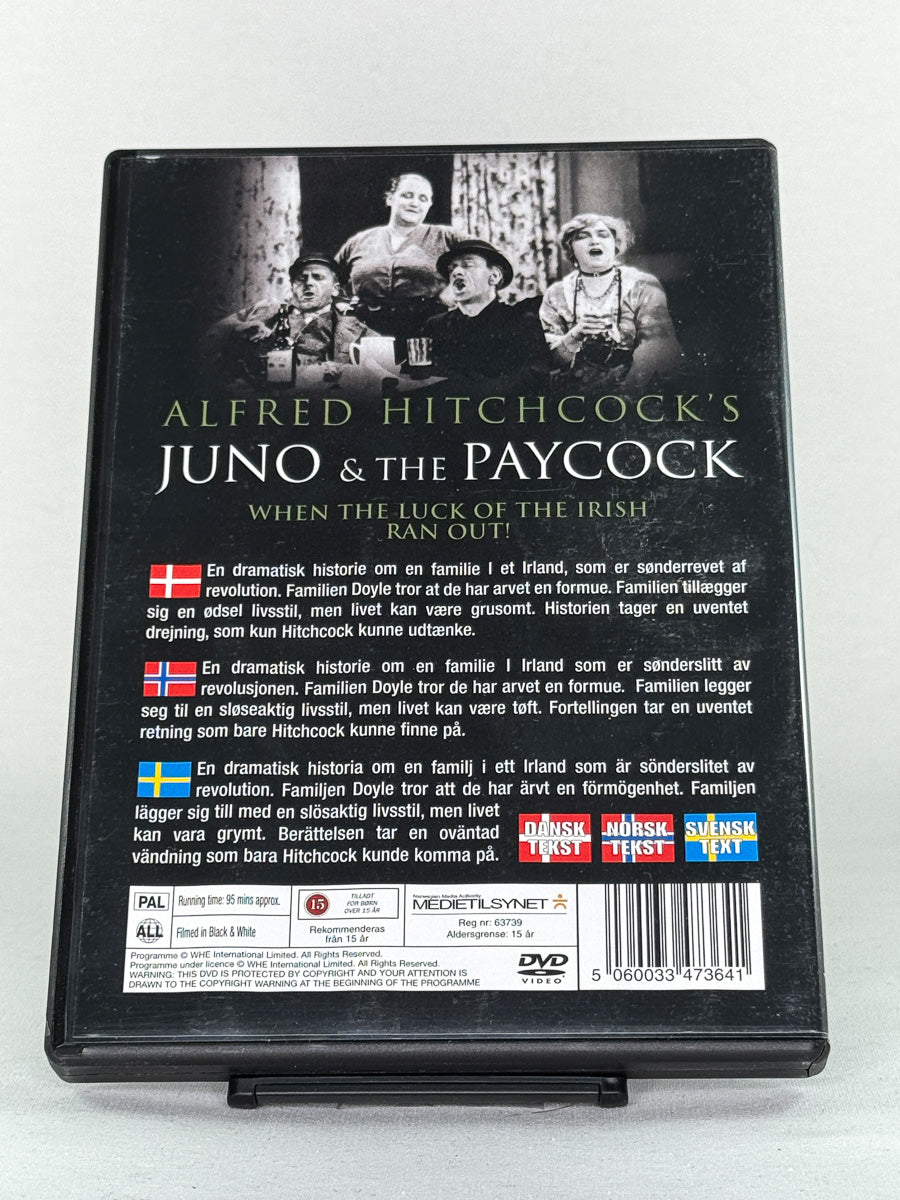 ALFRED HITCHCOCK'S
JUNO & THE PAYCOCK
WHEN THE LUCK OF THE IRISH
RAN OUT!
En dramatisk historie om en familie I et Irland, som er sønderrevet af
revolution. Familien Doyle tror at de har arvet en formue. Familien tillægger
sig en ødsel livsstil, men livet kan være grusomt. Historien tager en uventet
drejning, som kun Hitchcock kunne udtænke.
En dramatisk historie om en familie I Irland som er sønderslitt av
revolusjonen. Familien Doyle tror de har arvet en formue. Familien legger
seg til en sløseaktig livsstil, men livet kan være tøft. Fortellingen tar en uventet
retning som bare Hitchcock kunne finne på.
En dramatisk historia om en familj i ett Irland som är sönderslitet av
revolution. Familjen Doyle tror att de har ärvt en förmögenhet. Familjen
lägger sig till med en slösaktig livsstil, men livet
kan vara grymt. Berättelsen tar en oväntad
vändning som bara Hitchcock kunde komma på.
DANSK
TEKST
NORSK
TEKST
SVENSK
TEXT
PAL
Running time: 95 mins approx.
ALL
Filmed in Black & White
15
TILLADT
FOR BØRN
OVER 15 ÅR
Rekommenderas
från 15 år
Norwegian Media Authority
MEDIETILSYNET
Reg nr: 63739
Aldersgrense: 15 år
Programme © WHE International Limited. All Rights Reserved.
Programme under licence © WHE International Limited. All Rights Reserved.
WARNING: THIS DVD IS PROTECTED BY COPYRIGHT AND YOUR ATTENTION IS
DRAWN TO THE COPYRIGHT WARNING AT THE BEGINNING OF THE PROGRAMME
DVD
VIDEO
5 060033 473641